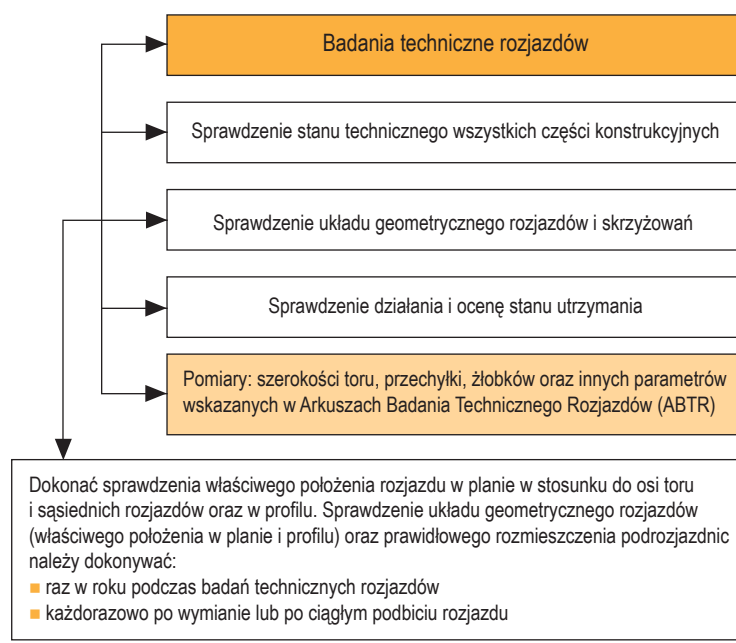 Badania techniczne rozjazdów
Sprawdzenie stanu technicznego wszystkich części konstrukcyjnych
Sprawdzenie układu geometrycznego rozjazdów i skrzyżowań
Sprawdzenie działania i ocenę stanu utrzymania
Pomiary: szerokości toru, przechyłki, żłobków oraz innych parametrów
wskazanych w Arkuszach Badania Technicznego Rozjazdów (ABTR)
Dokonać sprawdzenia właściwego położenia rozjazdu w planie w stosunku do osi toru
i sąsiednich rozjazdów oraz w profilu. Sprawdzenie układu geometrycznego rozjazdów
(właściwego położenia w planie i profilu) oraz prawidłowego rozmieszczenia podrozjazdnic
należy dokonywać:
■ raz w roku podczas badań technicznych rozjazdów
■ każdorazowo po wymianie lub po ciągłym podbiciu rozjazdu